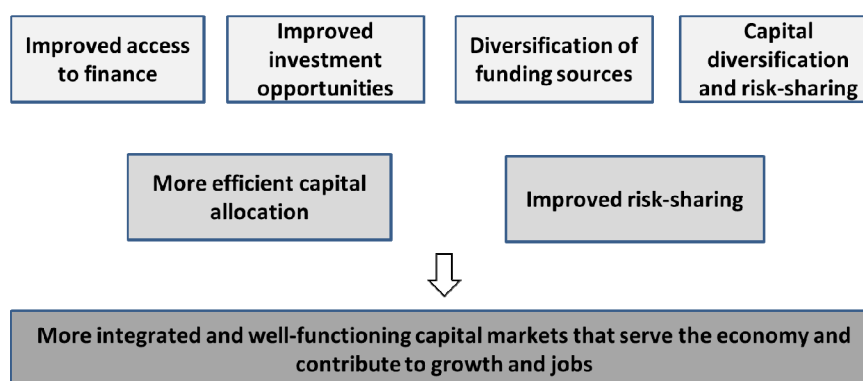 Improved access
to finance
Improved
investment
opportunities
Diversification of
funding sources
Capital
diversification
and risk-sharing
More efficient capital
allocation
Improved risk-sharing
More integrated and well-functioning capital markets that serve the economy and
contribute to growth and jobs